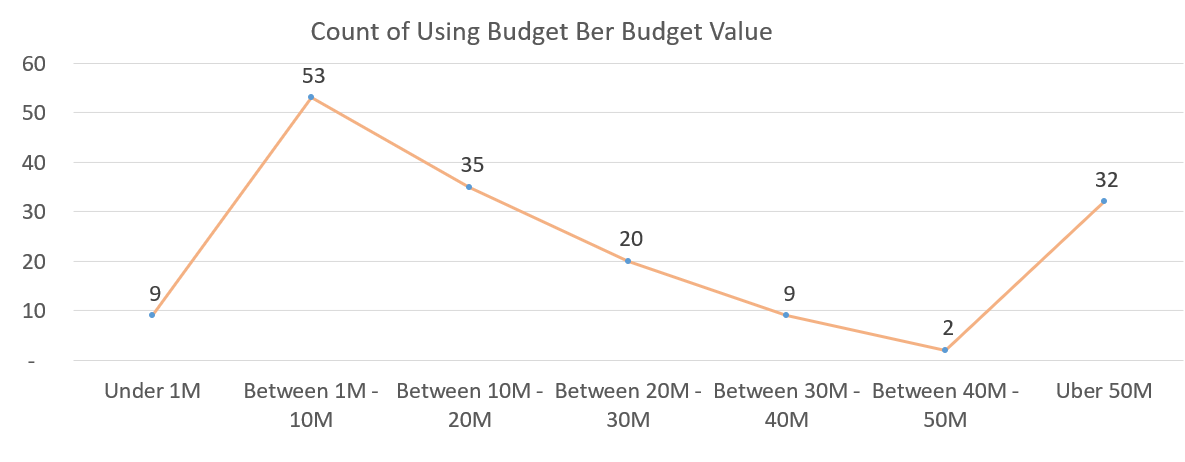 Count of Using Budget Ber Budget Value
60
50
40
30
20
10
-
9
53
35
20
9
2
32
Under 1M
Between 1M -
10M
Between 10M -
20M
Between 20M -
30M
Between 30M -
40M
Between 40M -
50M
Uber 50M